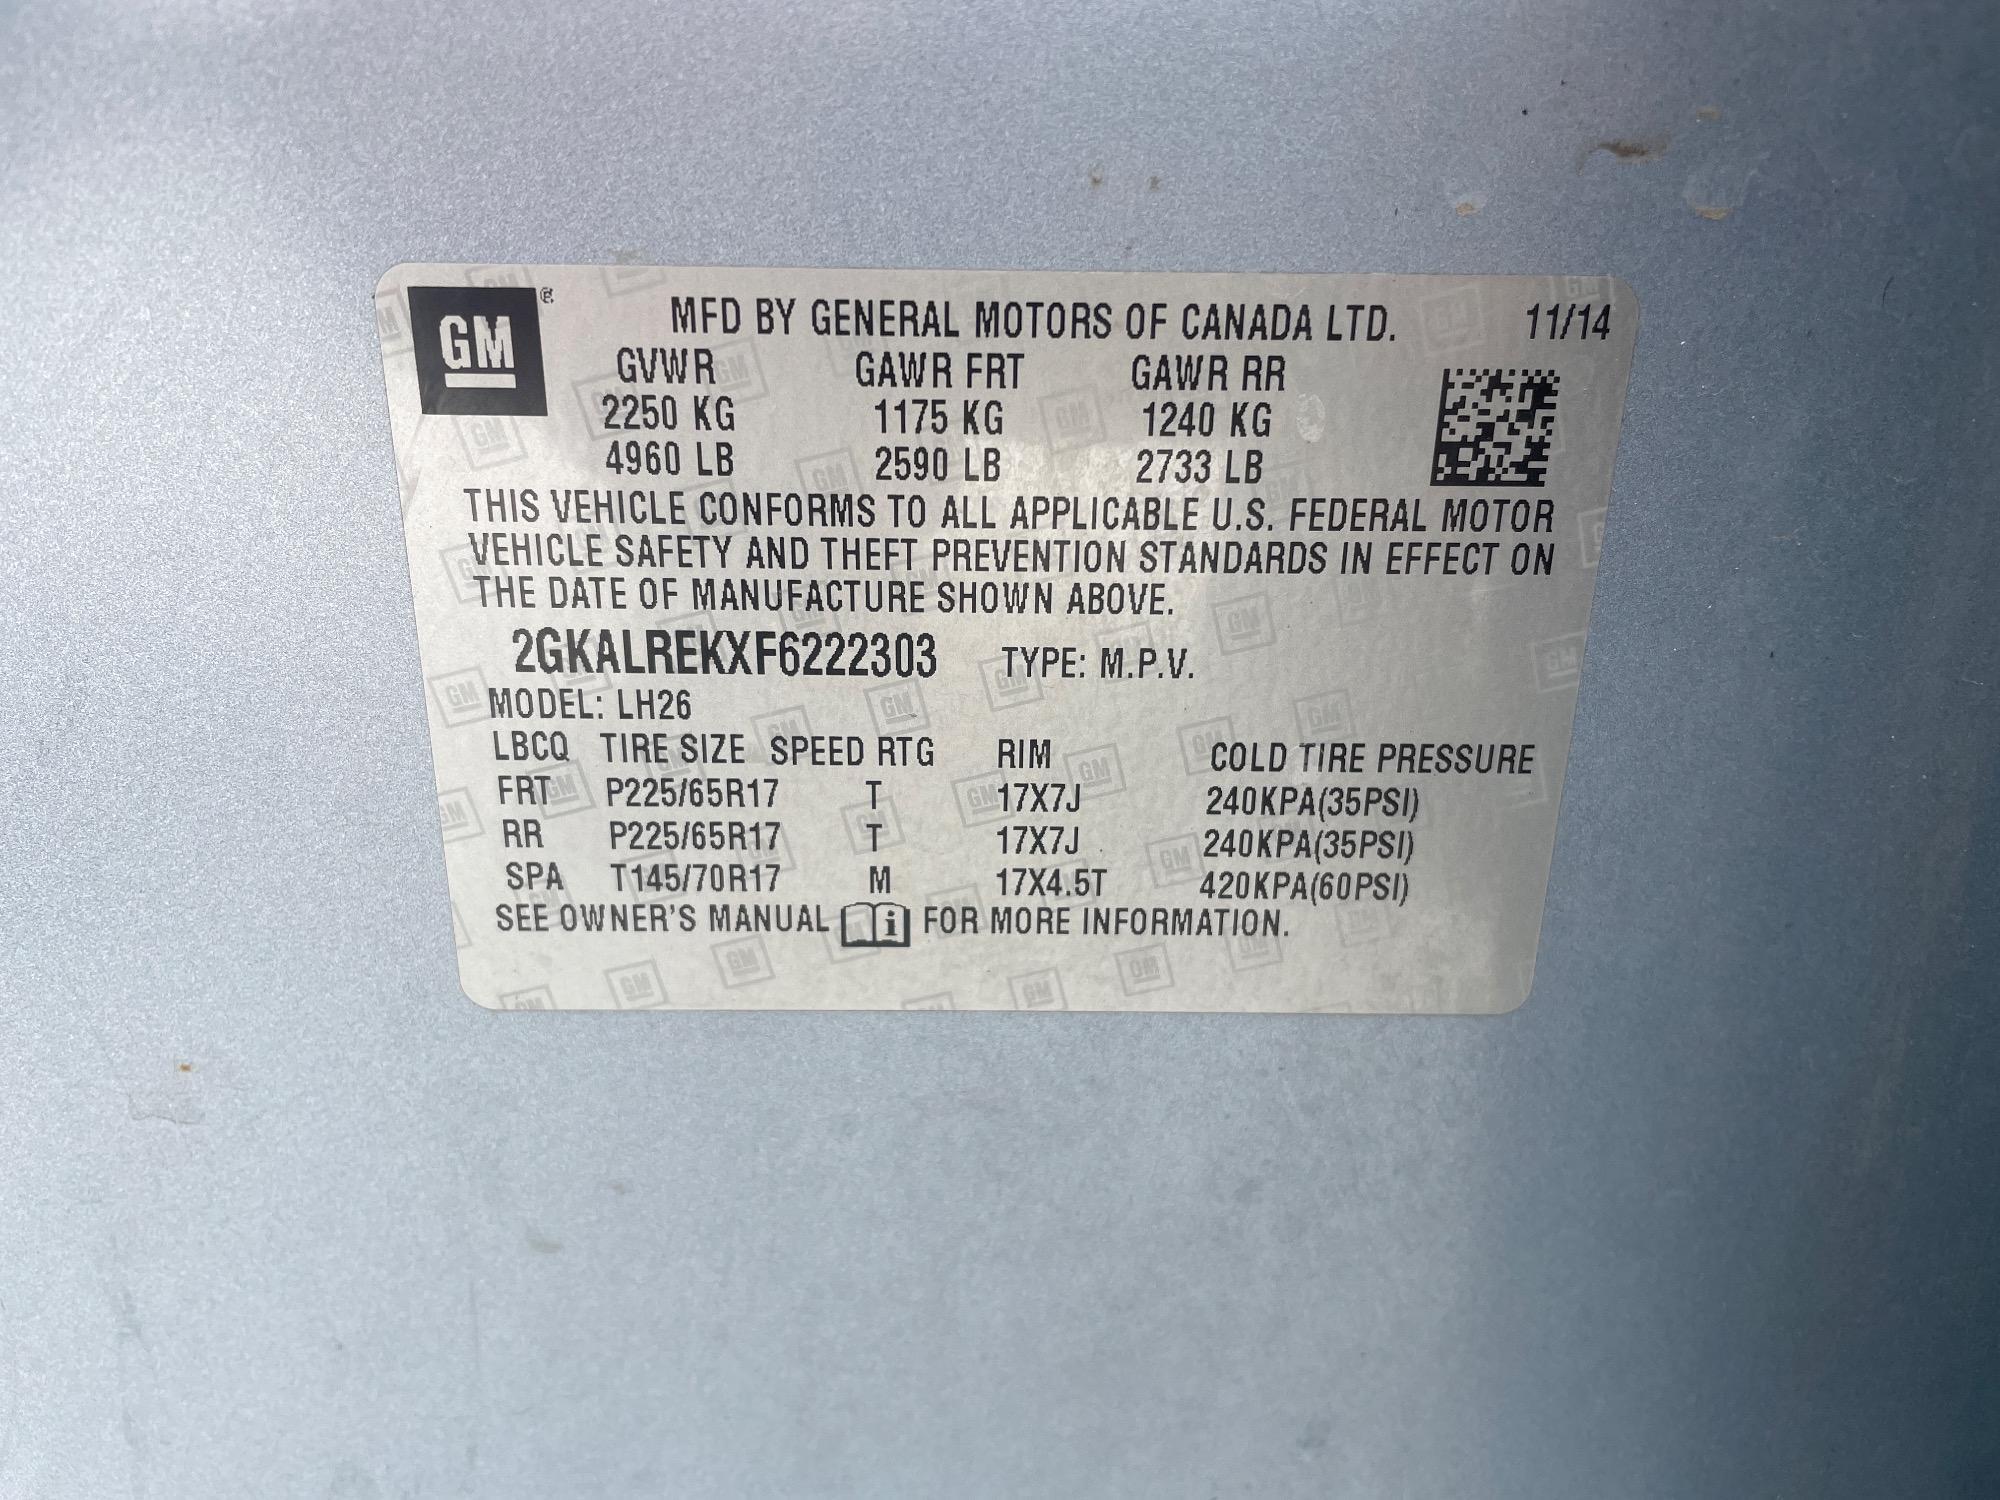 GM ® MFD BY GENERAL MOTORS OF CANADA LTD. 11/14
GVWR GAWR FRT GAWR RR
2250 KG 1175 KG 1240 KG
4960 LB 2590 LB 2733 LB
THIS VEHICLE CONFORMS TO ALL APPLICABLE U.S. FEDERAL MOTOR
VEHICLE SAFETY AND THEFT PREVENTION STANDARDS IN EFFECT ON
THE DATE OF MANUFACTURE SHOWN ABOVE.
2GKALREKXF6222303 TYPE: M.P.V.
MODEL: LH26
LBCQ TIRE SIZE SPEED RTG RIM COLD TIRE PRESSURE
FRT P225/65R17 T 17X7J 240KPA(35PSI)
RR P225/65R17 T 17X7J 240KPA(35PSI)
SPA T145/70R17 M 17X4.5T 420KPA(60PSI)
SEE OWNER'S MANUAL i FOR MORE INFORMATION.